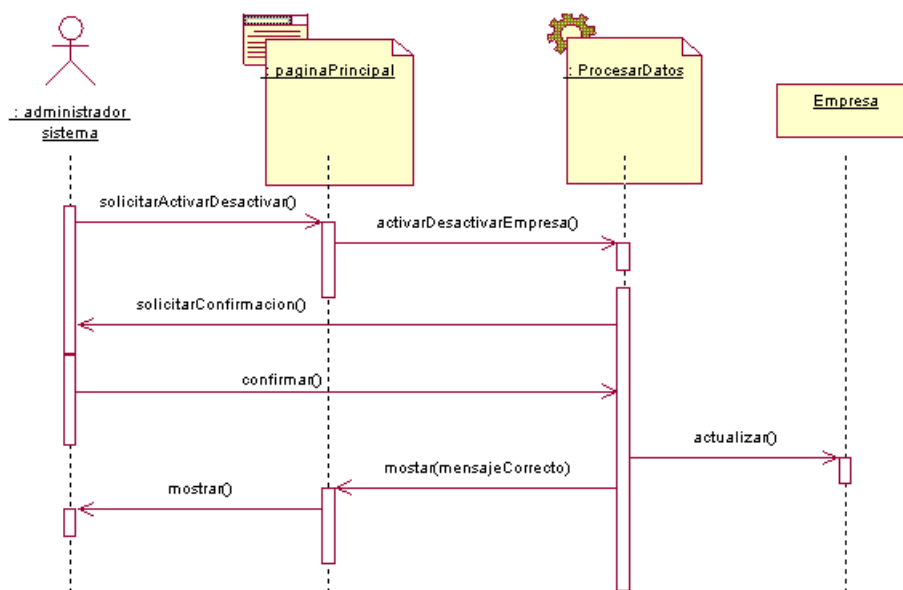 : administrador
sistema
: paginaPrincipal
: ProcesarDatos
Empresa
solicitarActivarDesactivar()
activarDesactivarEmpresa()
solicitarConfirmacion()
confirmar()
actualizar()
mostar(mensajeCorrecto)
mostrar()